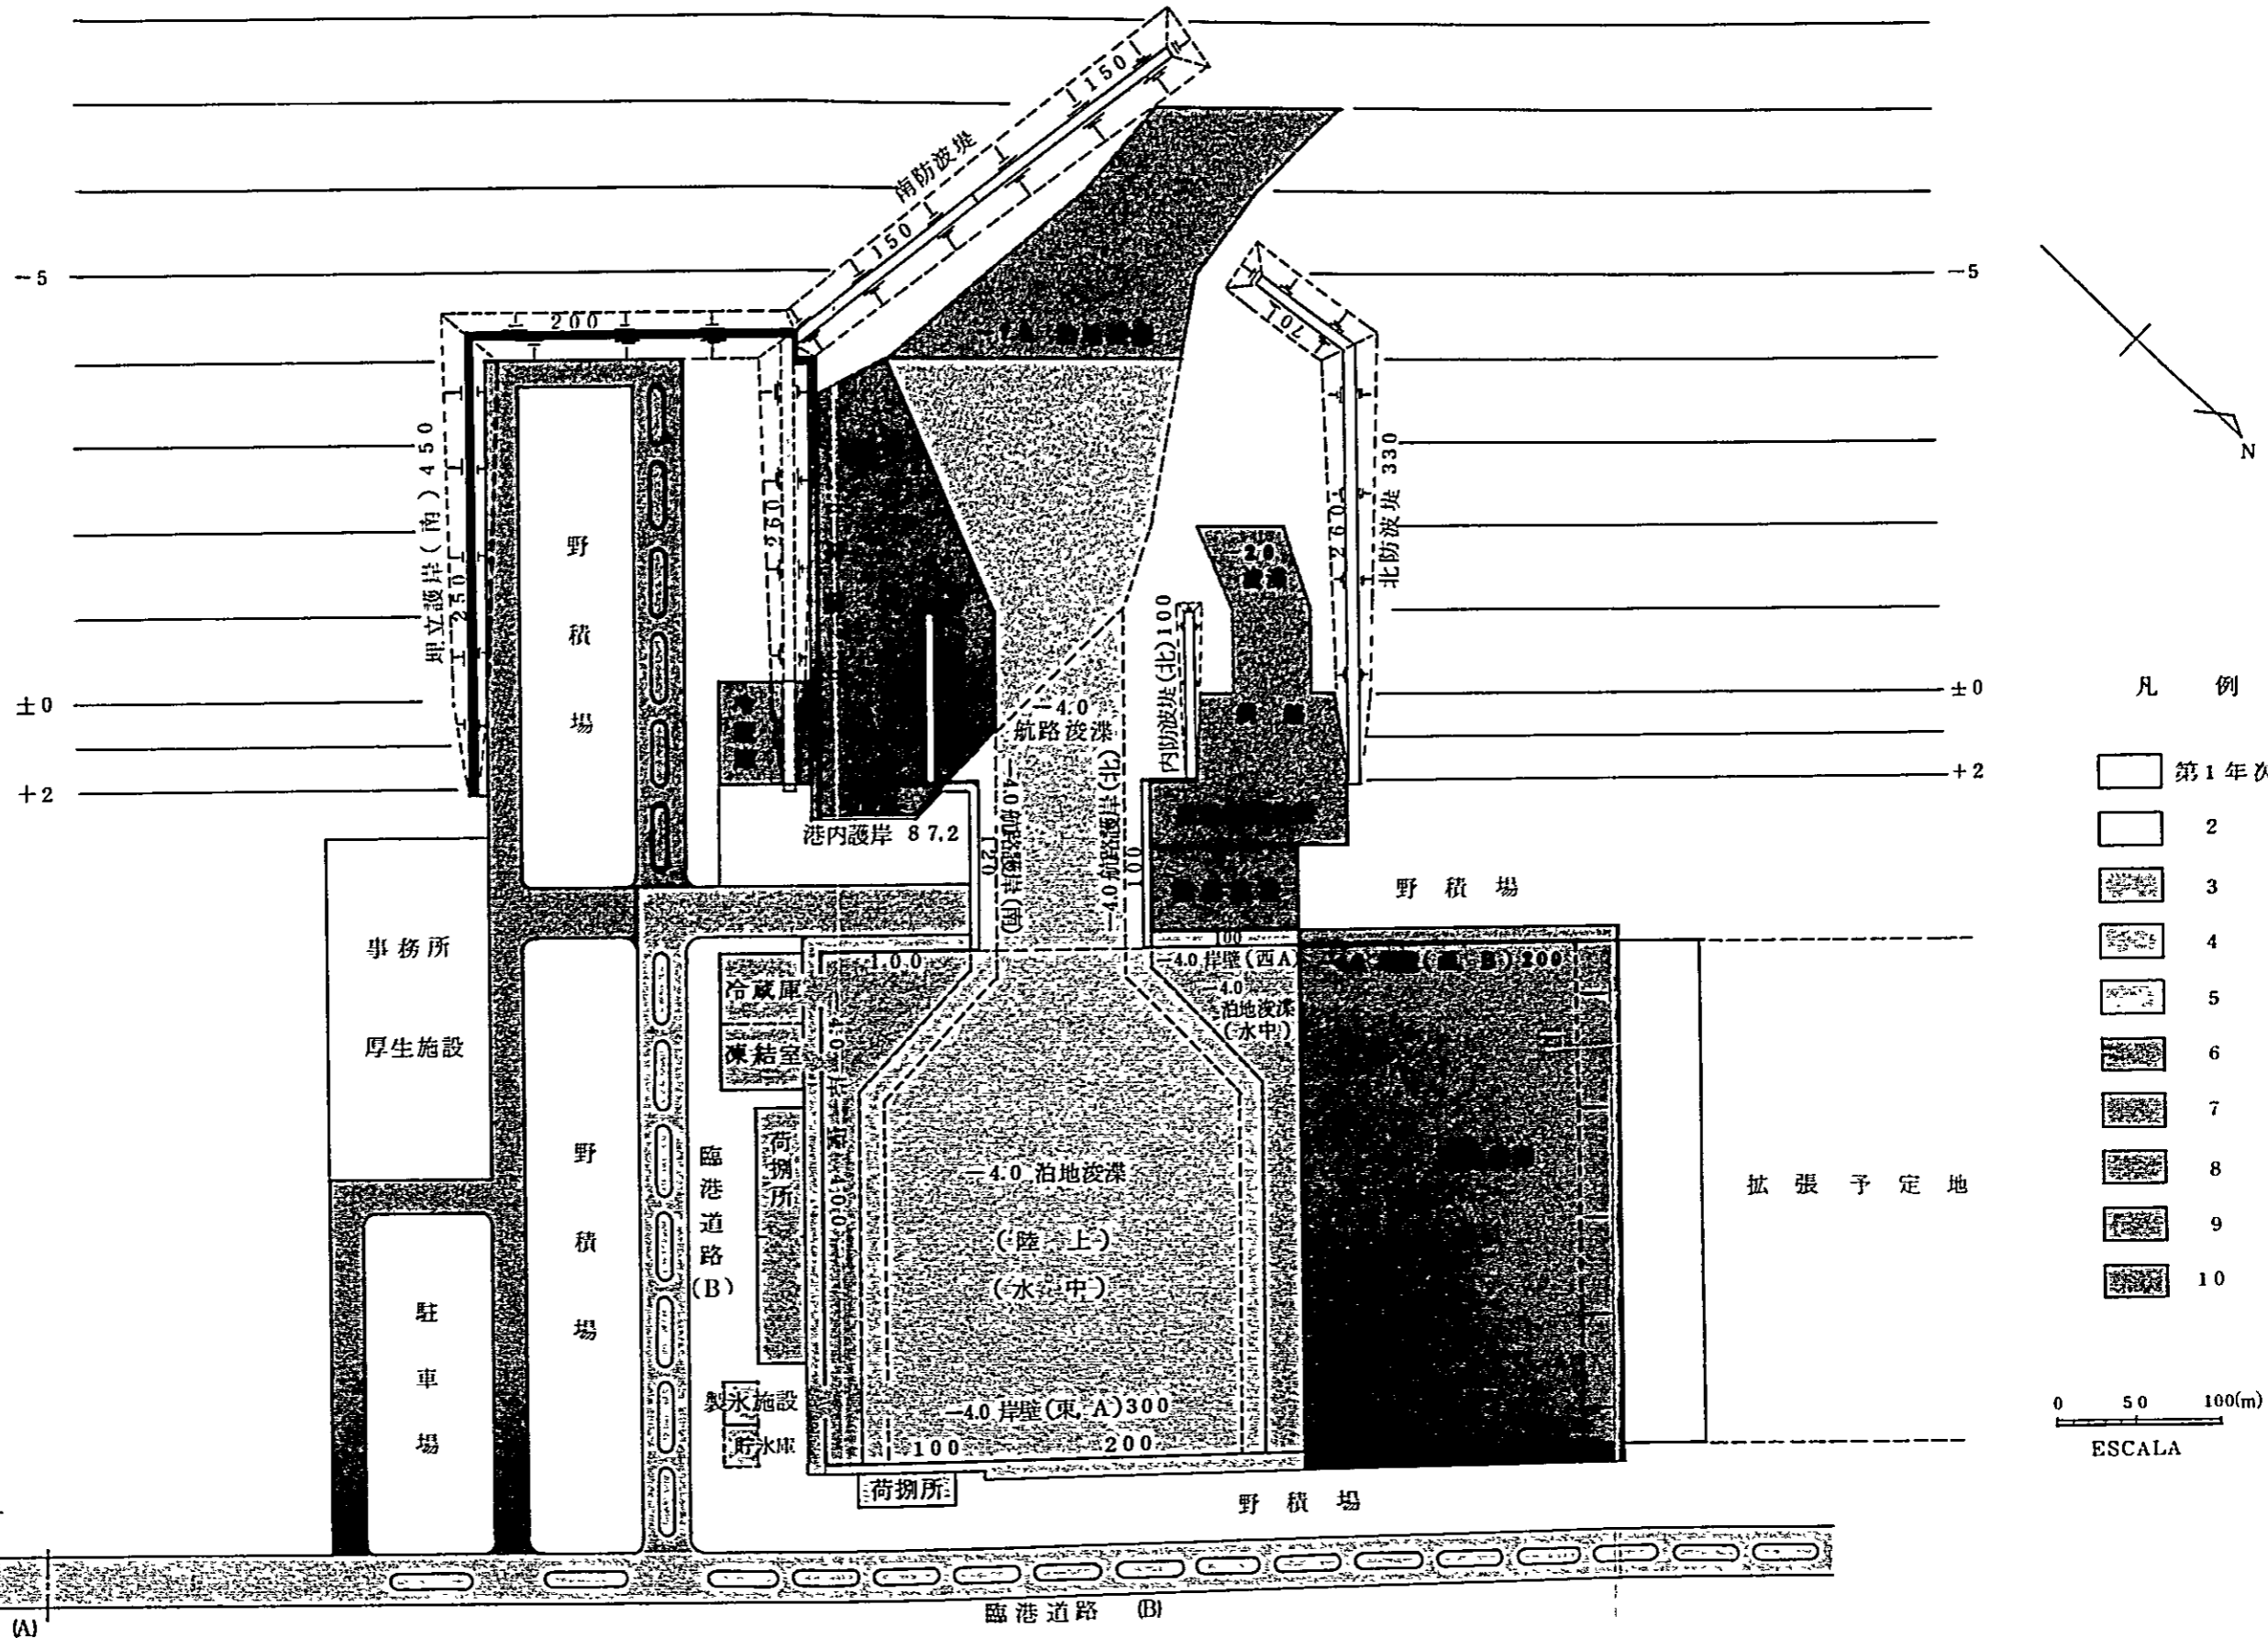 150
南防波堤
150
-5
-5
200
70
N
埋立護岸(南)450
250
260
北防波堤 330
260
野積場
2.0
浚渫
内防波堤(北)100
±0
±0
-4.0
航路浚渫
+2
+2
凡 例
第1年次
2
3
4
5
6
7
8
9
10
港内護岸 87.2
-4.0航路護岸(南)
120
-4.0航路護岸(北)
100
野積場
事務所
厚生施設
100
100
-4.0 岸壁(西A)
200
冷蔵庫
凍結室
-4.0
泊地浚渫
(水中)
荷捌所
臨港道路(B)
野積場
-4.0 泊地浚渫
(陸 上)
(水 中)
拡張予定地
駐車場
製氷施設
貯氷庫
-4.0 岸壁(東,A)300
100
200
荷捌所
野積場
0 50 100(m)
ESCALA
(A)
臨港道路 (B)